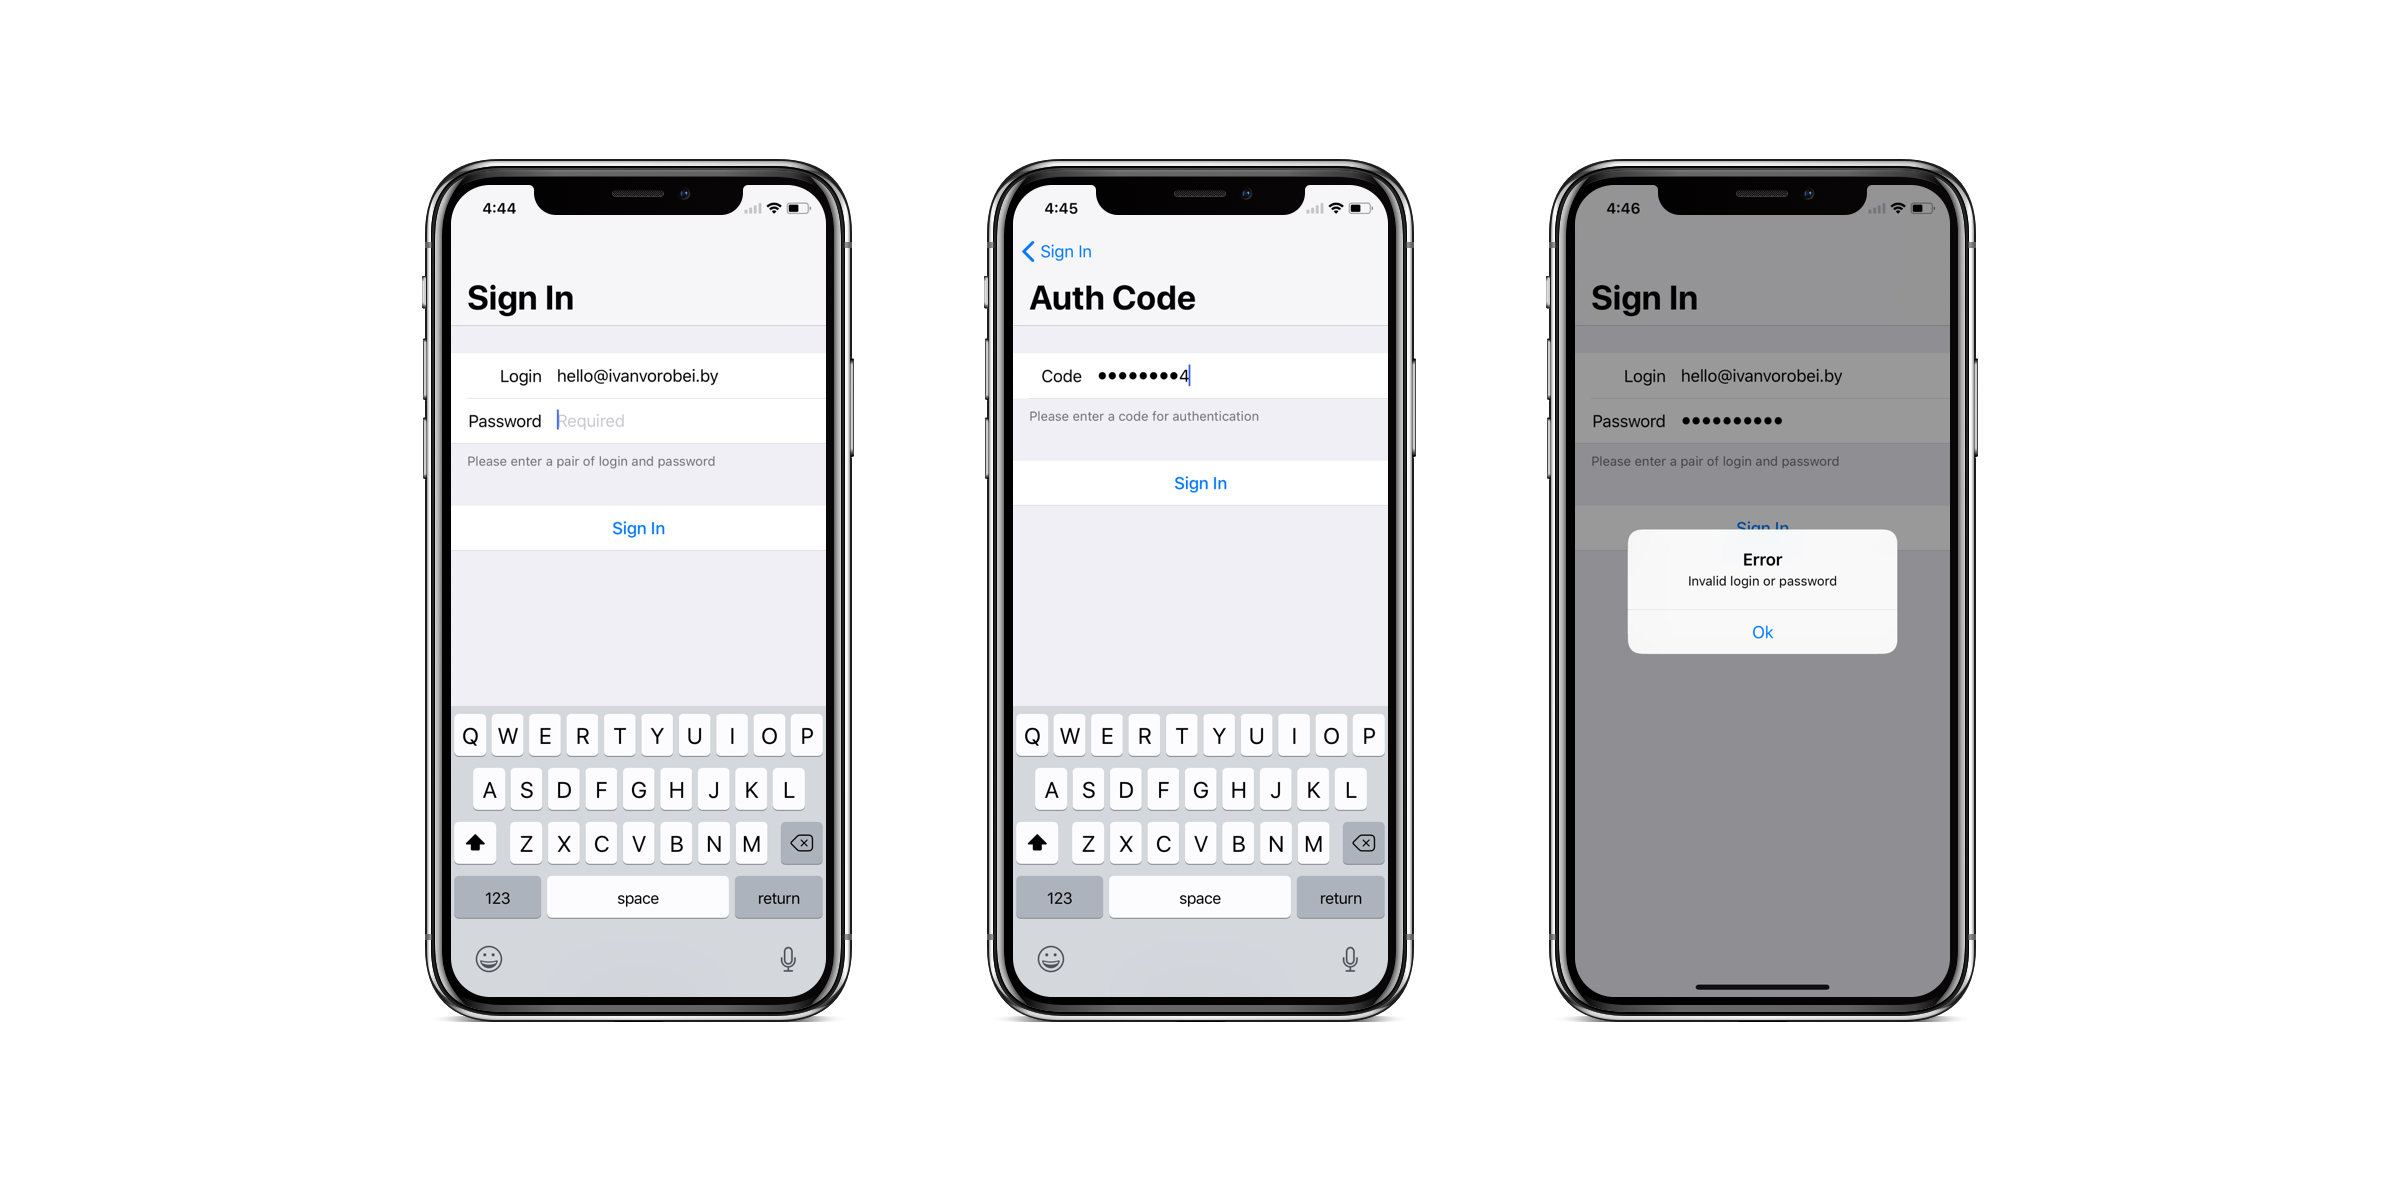 4:44
Sign In
Login hello@ivanvorobei.by
Password Required
Please enter a pair of login and password
Sign In
Q W E R T Y U I O P
A S D F G H J K L
Z X C V B N M
123 space return
4:45
Sign In
Auth Code
Code ••••••••4
Please enter a code for authentication
Sign In
Q W E R T Y U I O P
A S D F G H J K L
Z X C V B N M
123 space return
4:46
Sign In
Login hello@ivanvorobei.by
Password ••••••••••
Please enter a pair of login and password
Sign In
Error
Invalid login or password
Ok